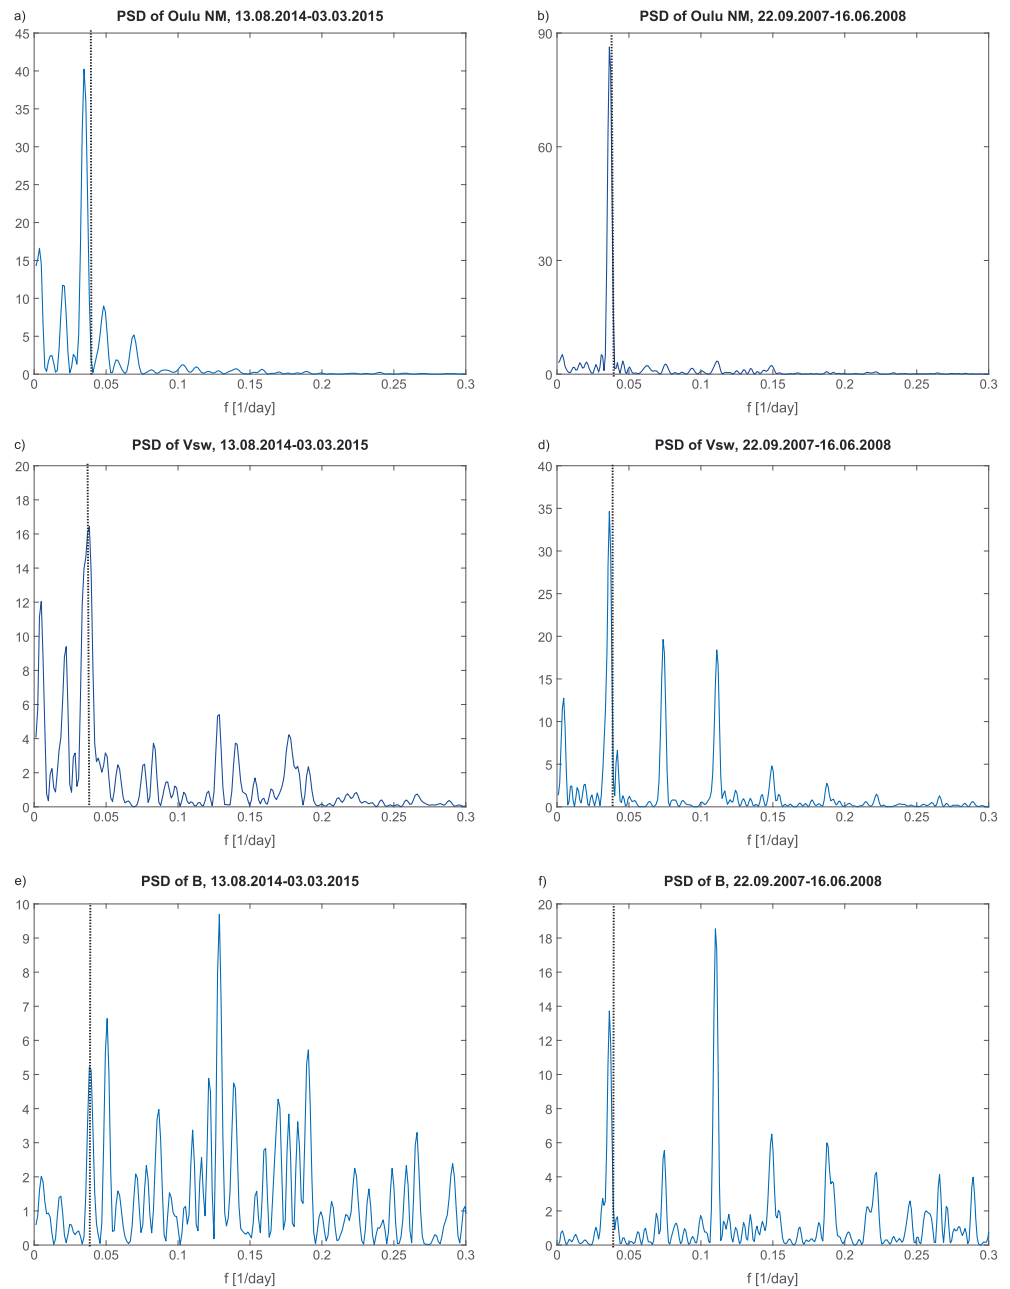 a)
PSD of Oulu NM, 13.08.2014-03.03.2015
45
40
35
30
25
20
15
10
5
0
0 0.05 0.1 0.15 0.2 0.25 0.3
f [1/day]
b)
PSD of Oulu NM, 22.09.2007-16.06.2008
90
60
30
0
0 0.05 0.1 0.15 0.2 0.25 0.3
f [1/day]
c)
PSD of Vsw, 13.08.2014-03.03.2015
20
18
16
14
12
10
8
6
4
2
0
0 0.05 0.1 0.15 0.2 0.25 0.3
f [1/day]
d)
PSD of Vsw, 22.09.2007-16.06.2008
40
35
30
25
20
15
10
5
0
0 0.05 0.1 0.15 0.2 0.25 0.3
f [1/day]
e)
PSD of B, 13.08.2014-03.03.2015
10
9
8
7
6
5
4
3
2
1
0
0 0.05 0.1 0.15 0.2 0.25 0.3
f [1/day]
f)
PSD of B, 22.09.2007-16.06.2008
20
18
16
14
12
10
8
6
4
2
0
0 0.05 0.1 0.15 0.2 0.25 0.3
f [1/day]